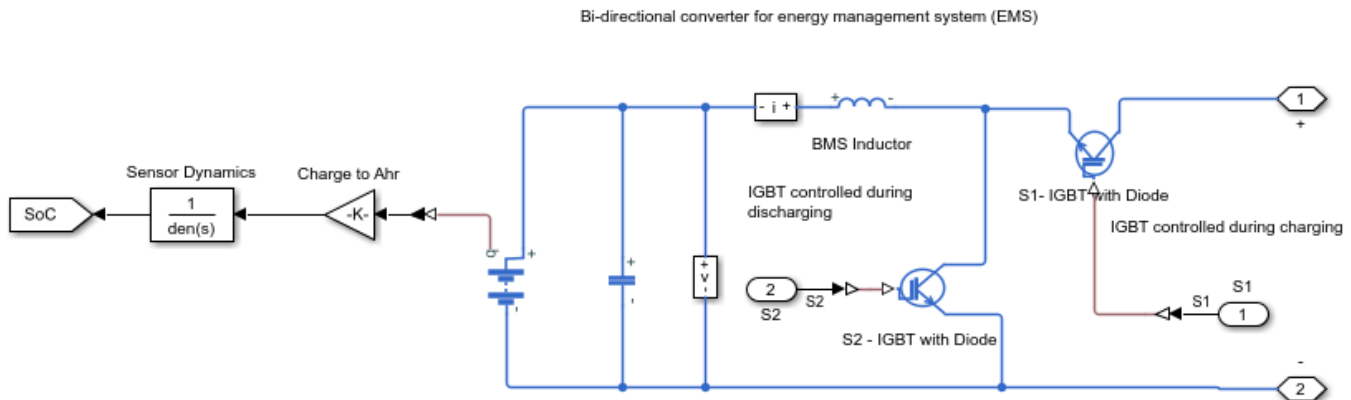 Bi-directional converter for energy management system (EMS)
- i +
+ -
BMS Inductor
1
+
Sensor Dynamics
Charge to Ahr
SoC
1
den(s)
-K-
q
+
-
+
-
+
v
-
IGBT controlled during
discharging
S1- IGBT with Diode
IGBT controlled during charging
2
S2
S2
S2 - IGBT with Diode
S1
S1
1
-
2